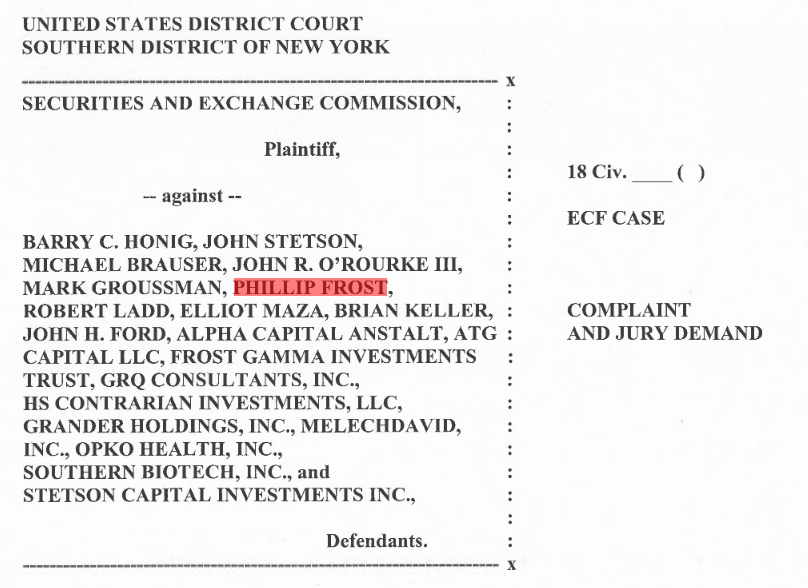 UNITED STATES DISTRICT COURT
SOUTHERN DISTRICT OF NEW YORK
---------------------------------------------------------------------- x
SECURITIES AND EXCHANGE COMMISSION, :
:
Plaintiff, :
: 18 Civ. ____ ( )
-- against -- :
: ECF CASE
BARRY C. HONIG, JOHN STETSON, :
MICHAEL BRAUSER, JOHN R. O’ROURKE III, :
MARK GROUSSMAN, PHILLIP FROST, :
ROBERT LADD, ELLIOT MAZA, BRIAN KELLER, : COMPLAINT
JOHN H. FORD, ALPHA CAPITAL ANSTALT, ATG : AND JURY DEMAND
CAPITAL LLC, FROST GAMMA INVESTMENTS :
TRUST, GRQ CONSULTANTS, INC., :
HS CONTRARIAN INVESTMENTS, LLC, :
GRANDER HOLDINGS, INC., MELECHDAVID, :
INC., OPKO HEALTH, INC., :
SOUTHERN BIOTECH, INC., and :
STETSON CAPITAL INVESTMENTS INC., :
:
Defendants. :
---------------------------------------------------------------------- x